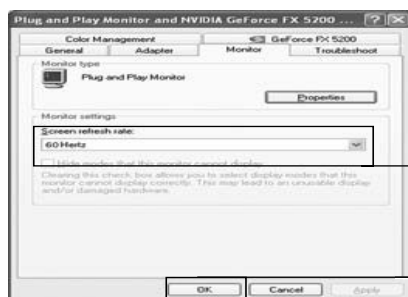 Plug and Play Monitor and NVIDIA GeForce FX 5200 ...
Color Management
GeForce FX 5200
General
Adapter
Monitor
Troubleshoot
Monitor type
Plug and Play Monitor
Properties
Monitor settings
Screen refresh rate:
60 Hertz
Hide modes that this monitor cannot display
Clearing this check box allows you to select display modes that this
monitor cannot display correctly. This may lead to an unusable display
and/or damaged hardware.
OK
Cancel
Apply